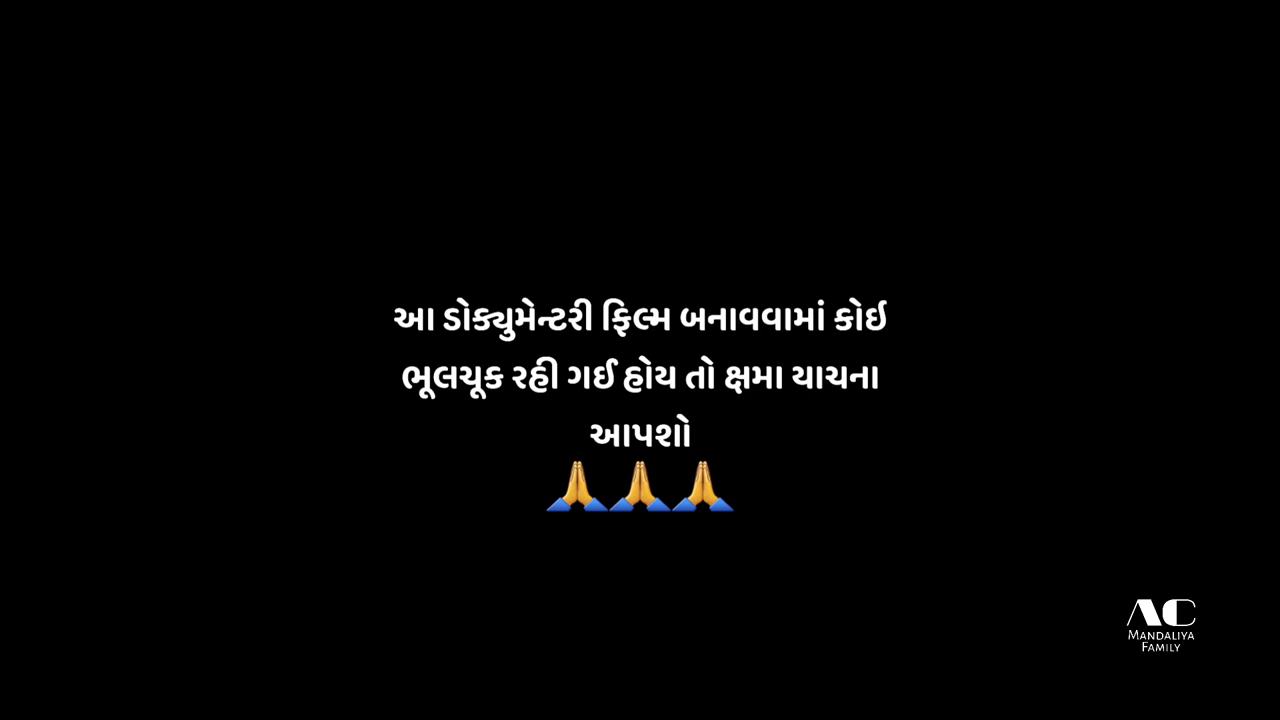 આ ડોક્યુમેન્ટરી ફિલ્મ બનાવવામાં કોઇ
ભૂલચૂક રહી ગઈ હોય તો ક્ષમા યાચના
આપશો
🙏🙏🙏
AC
MANDALIYA
FAMILY